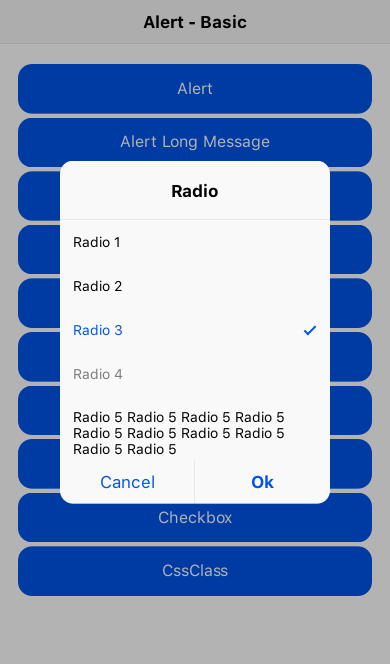 Alert - Basic
Alert
Alert Long Message
Radio
Radio 1
Radio 2
Radio 3
Radio 4
Radio 5 Radio 5 Radio 5 Radio 5
Radio 5 Radio 5 Radio 5 Radio 5
Radio 5 Radio 5
Cancel
Ok
Checkbox
CssClass